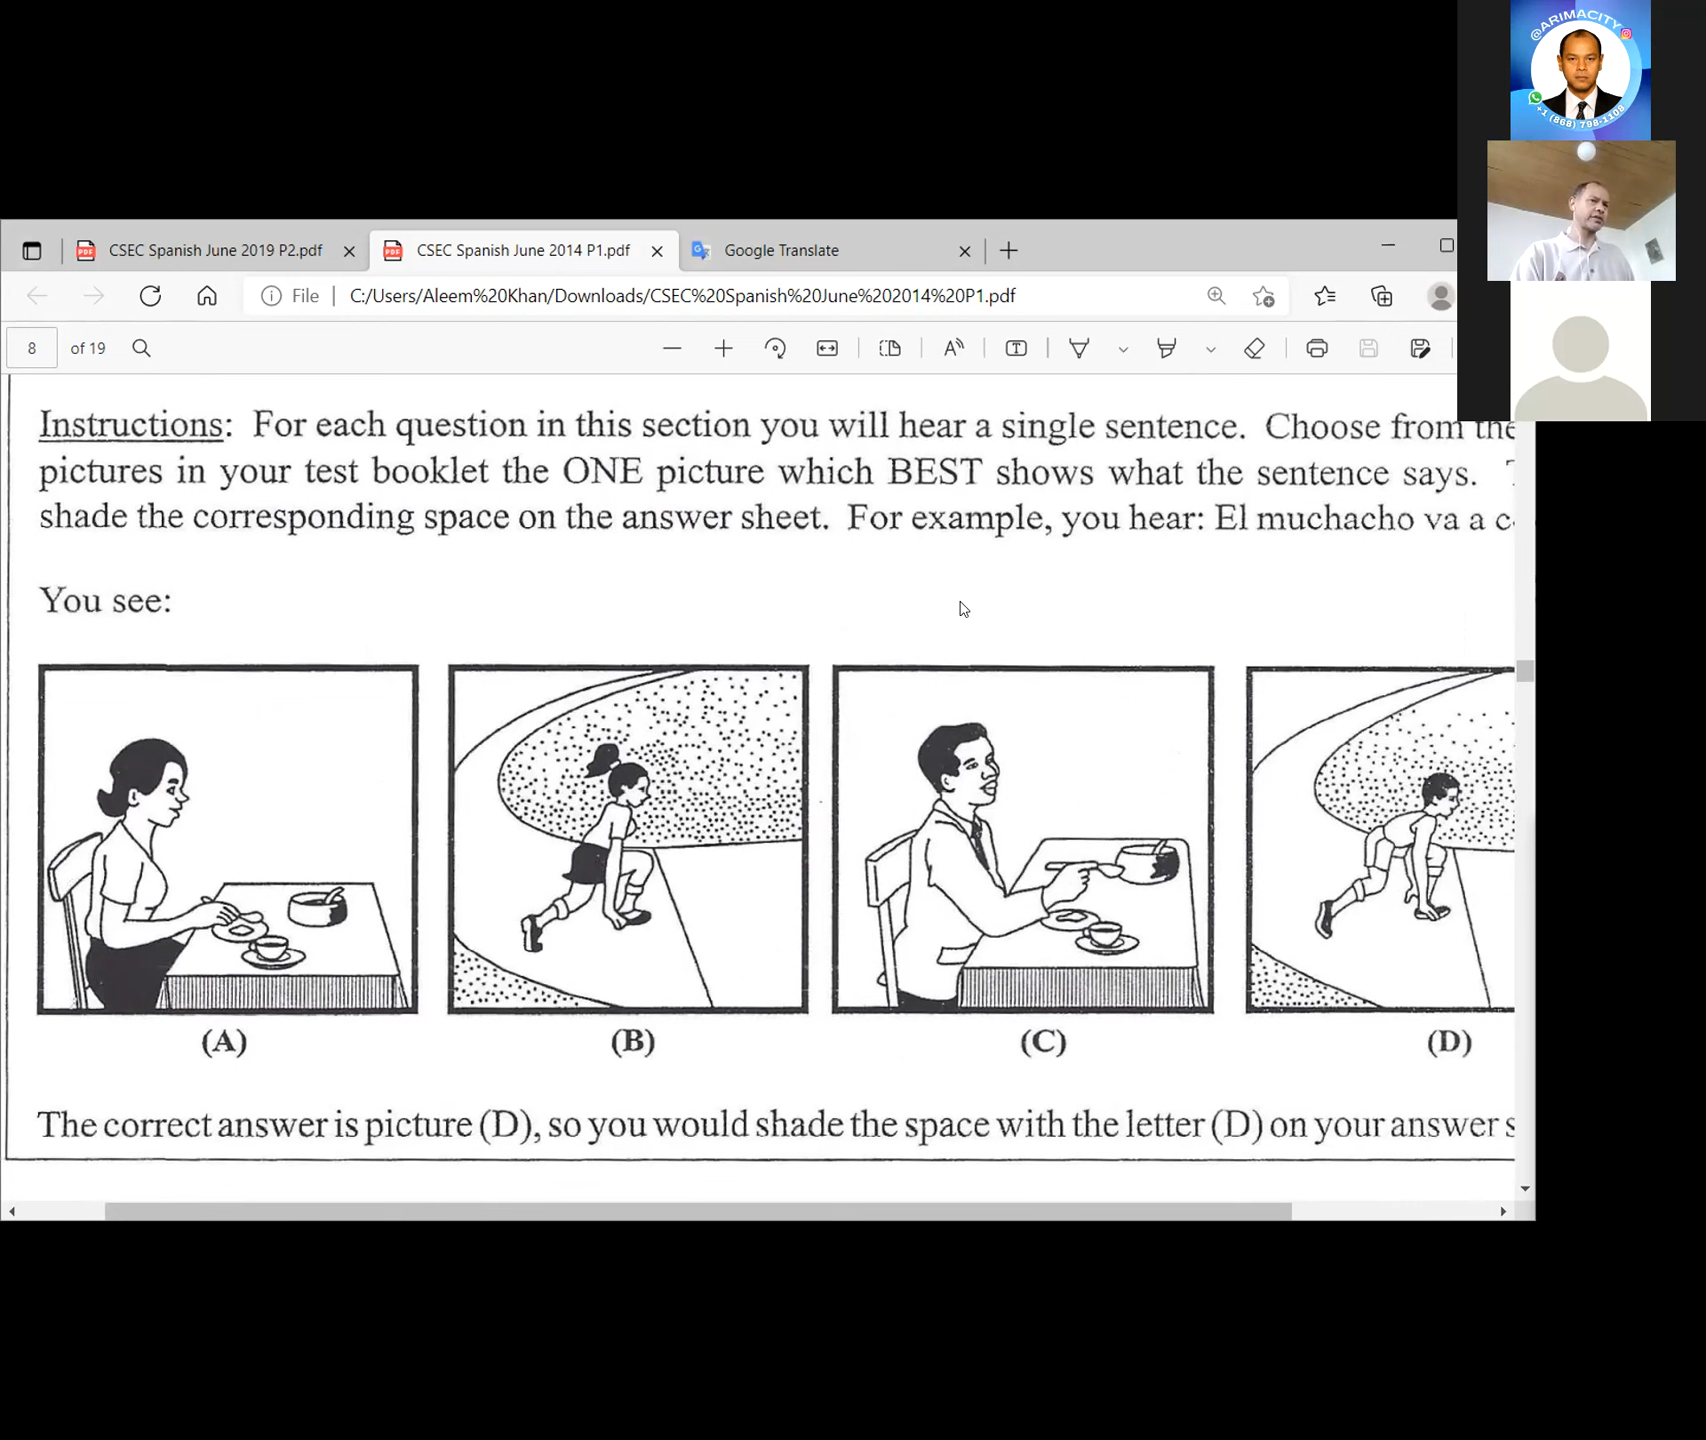 @ARIMACITY
+1 (868) 798-1108
CSEC Spanish June 2019 P2.pdf
CSEC Spanish June 2014 P1.pdf
Google Translate
File
C:/Users/Aleem%20Khan/Downloads/CSEC%20Spanish%20June%202014%20P1.pdf
8 of 19
Instructions: For each question in this section you will hear a single sentence. Choose from the
pictures in your test booklet the ONE picture which BEST shows what the sentence says.
shade the corresponding space on the answer sheet. For example, you hear: El muchacho va a
You see:
(A) (B) (C) (D)
The correct answer is picture (D), so you would shade the space with the letter (D) on your answer